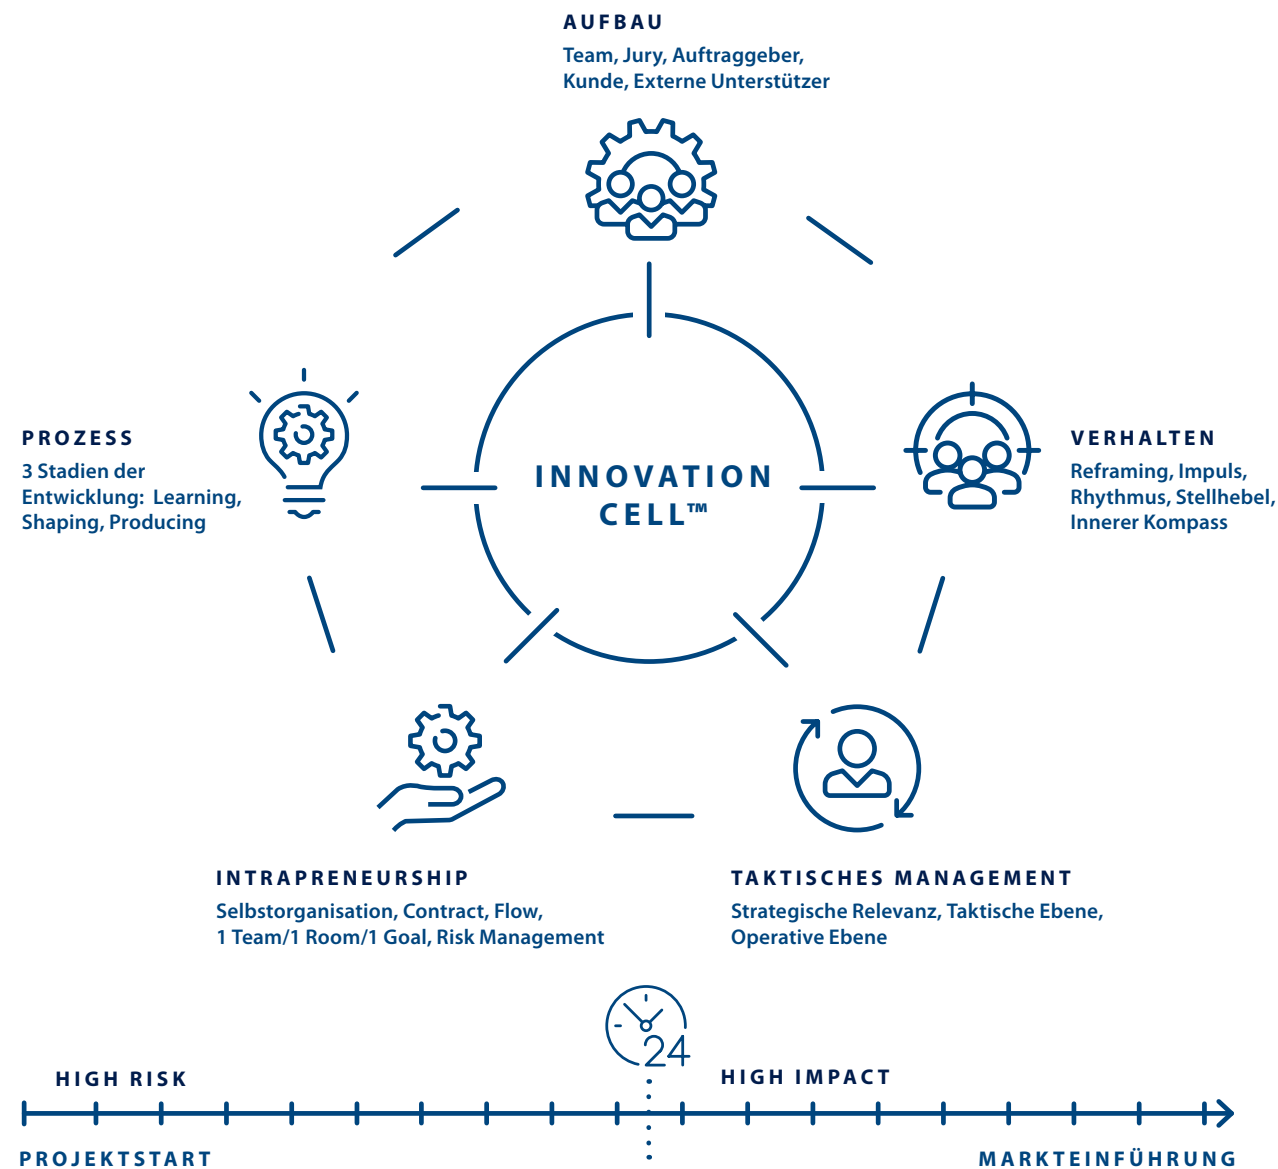 AUFBAU
Team, Jury, Auftraggeber,
Kunde, Externe Unterstützer
PROZESS
3 Stadien der
Entwicklung: Learning,
Shaping, Producing
INNOVATION
CELL™
VERHALTEN
Reframing, Impuls,
Rhythmus, Stellhebel,
Innerer Kompass
INTRAPRENEURSHIP
Selbstorganisation, Contract, Flow,
1 Team/1 Room/1 Goal, Risk Management
TAKTISCHES MANAGEMENT
Strategische Relevanz, Taktische Ebene,
Operative Ebene
24
HIGH RISK
HIGH IMPACT
PROJEKTSTART
MARKTEINFÜHRUNG